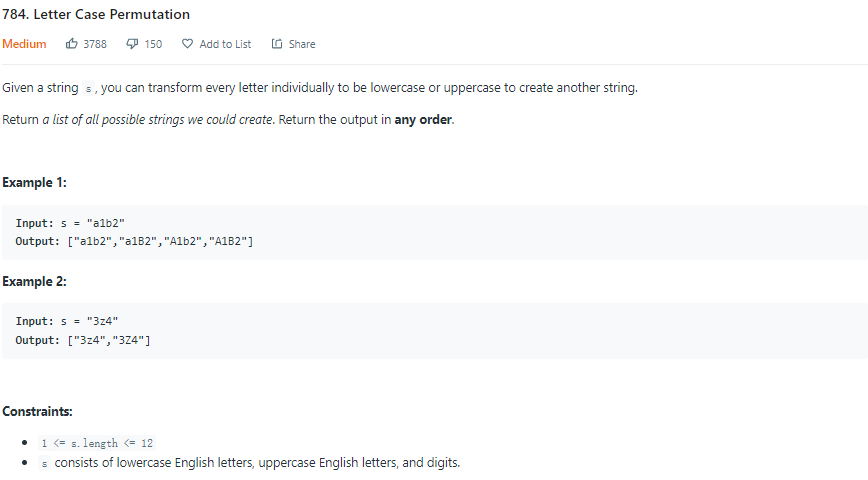 784. Letter Case Permutation
Medium 3788 150 Add to List Share
Given a string s, you can transform every letter individually to be lowercase or uppercase to create another string.
Return a list of all possible strings we could create. Return the output in any order.
Example 1:
Input: s = "a1b2"
Output: ["a1b2","a1B2","A1b2","A1B2"]
Example 2:
Input: s = "3z4"
Output: ["3z4","3Z4"]
Constraints:
1 <= s.length <= 12
s consists of lowercase English letters, uppercase English letters, and digits.